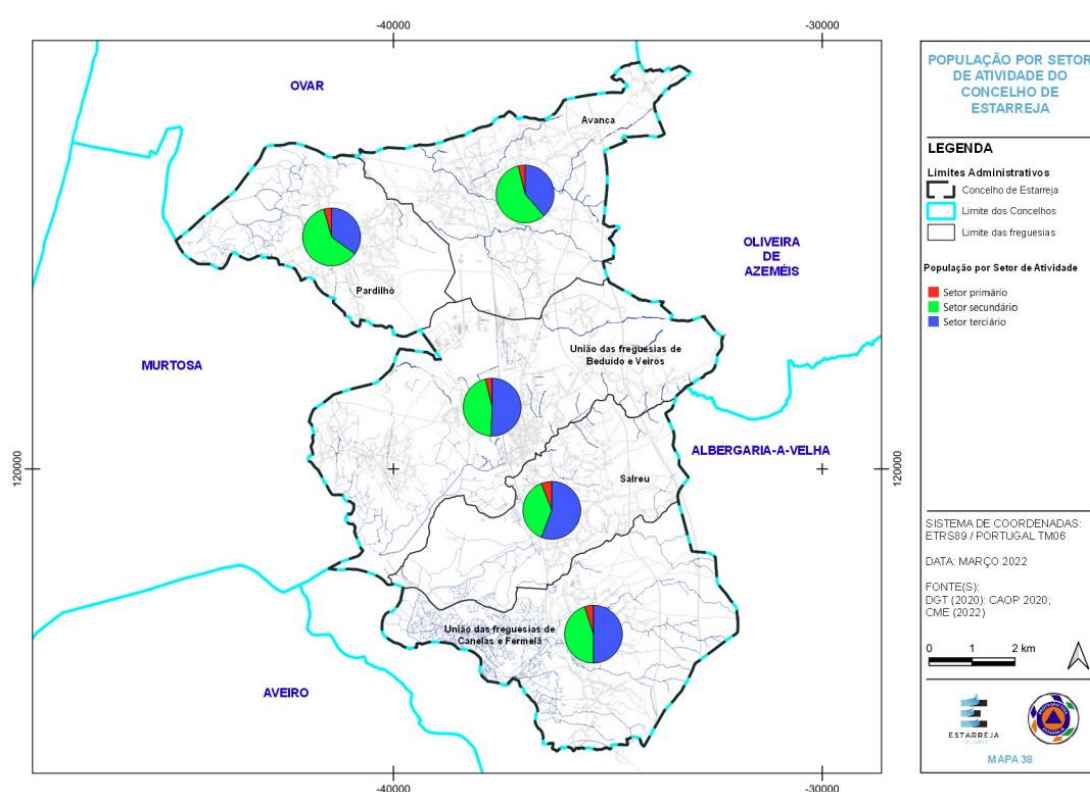 -40000
-30000
OVAR
Avanca
Pardilhó
OLIVEIRA
DE
AZEMÉIS
MURTOSA
União das freguesias de
Beduído e Veiros
ALBERGARIA-A-VELHA
120000
120000
Salreu
União das freguesias de
Canelas e Fermelã
AVEIRO
-40000
-30000
POPULAÇÃO POR SETOR
DE ATIVIDADE DO
CONCELHO DE
ESTARREJA
LEGENDA
Limites Administrativos
Concelho de Estarreja
Limite dos Concelhos
Limite das freguesias
População por Setor de Atividade
Setor primário
Setor secundário
Setor terciário
SISTEMA DE COORDENADAS:
ETRS89 / PORTUGAL TM06
DATA: MARÇO 2022
FONTE(S):
DGT (2020): CAOP 2020;
CME (2022)
0 1 2 km
ESTARREJA
MAPA 38